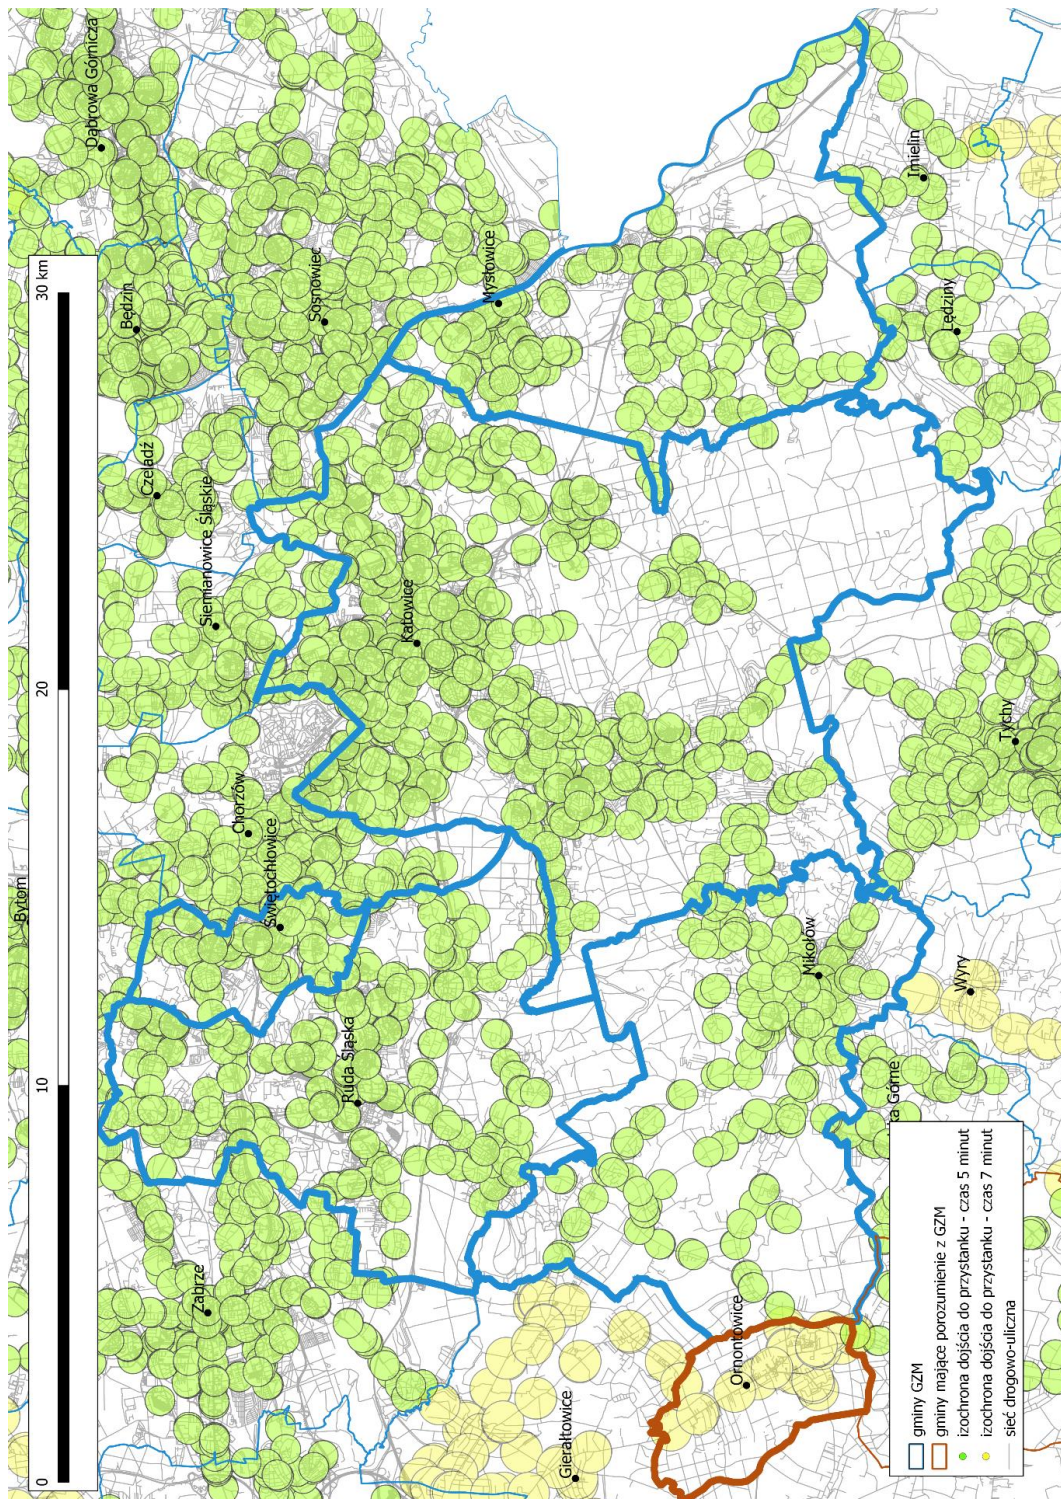 Dąbrowa Górnicza
Będzin
Sosnowiec
Mysłowice
Imielin
Lędziny
Czeladź
Siemianowice Śląskie
Katowice
Chorzów
Świętochłowice
Bytom
Tychy
Mikołów
Wyry
Ruda Śląska
ka Górne
Zabrze
Gierałtowice
Ornontowice
0 10 20 30 km
gminy GZM
gminy mające porozumienie z GZM
izochrona dojścia do przystanku - czas 5 minut
izochrona dojścia do przystanku - czas 7 minut
sieć drogowo-uliczna